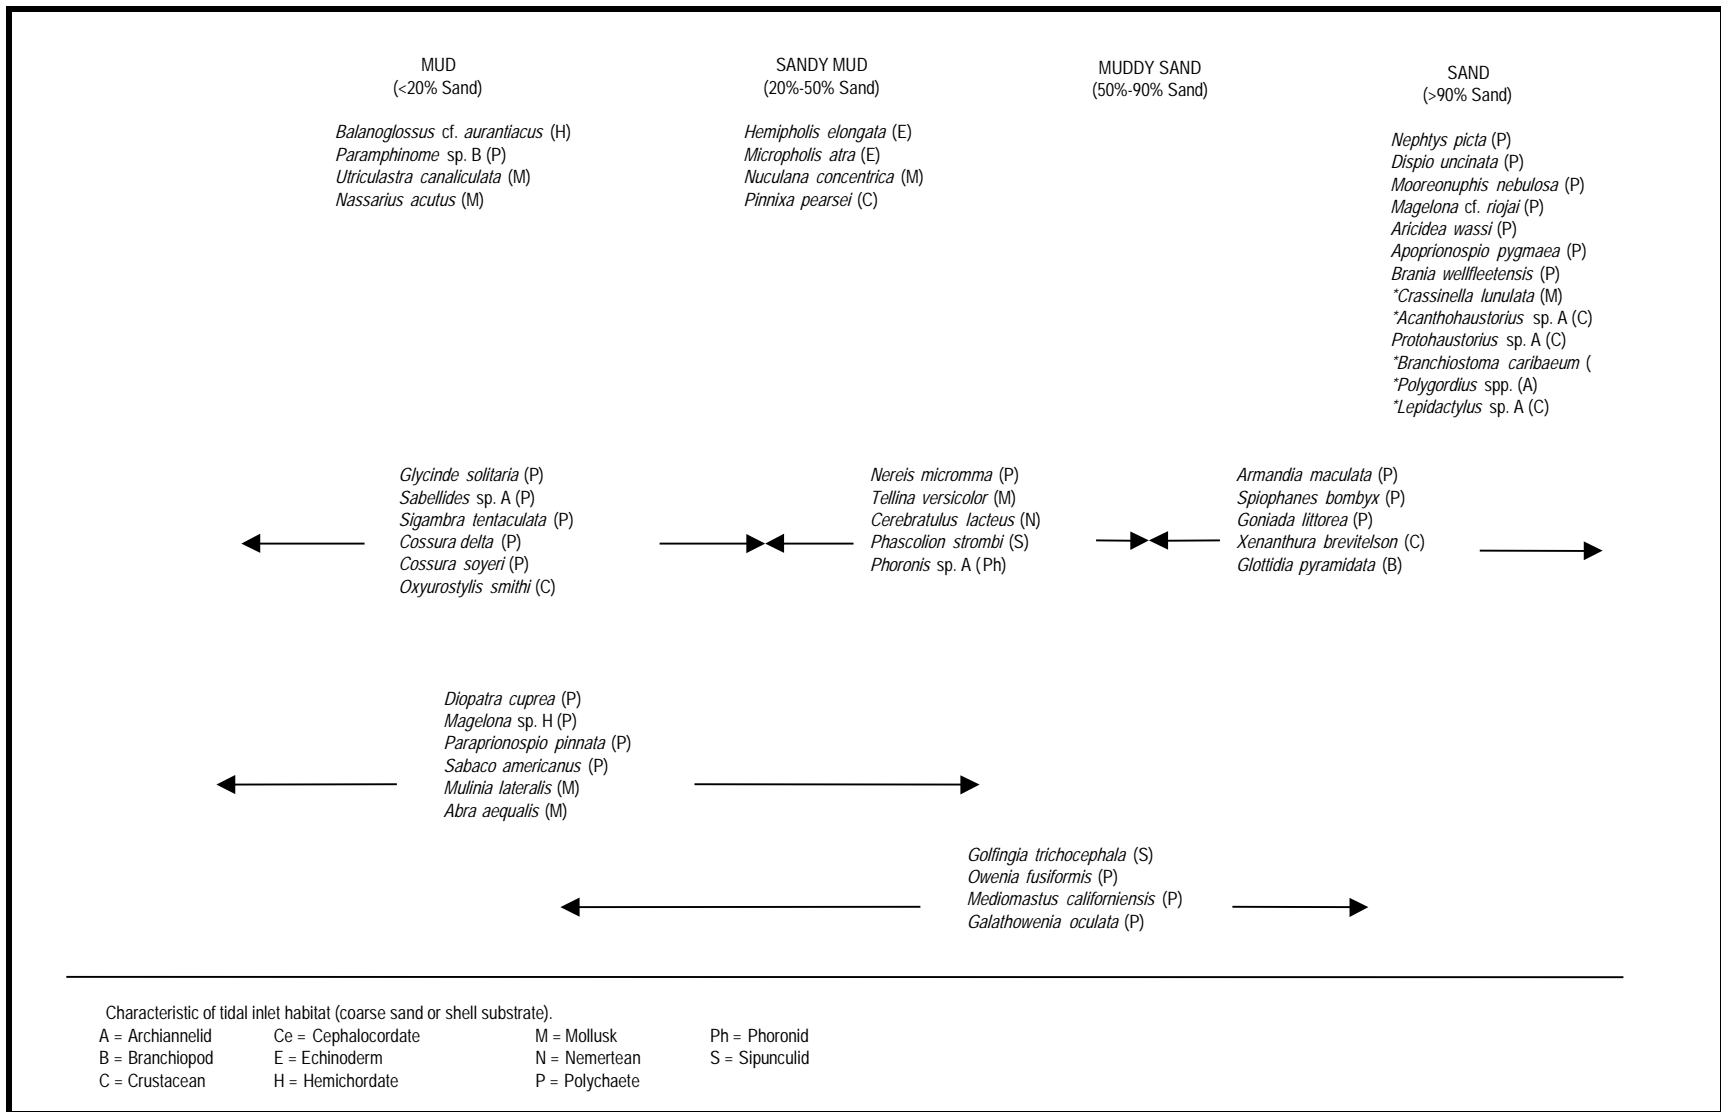 MUD
(<20% Sand)
SANDY MUD
(20%-50% Sand)
MUDDY SAND
(50%-90% Sand)
SAND
(>90% Sand)
Balanoglossus cf. aurantiacus (H)
Paramphinome sp. B (P)
Utriculastra canaliculata (M)
Nassarius acutus (M)
Hemipholis elongata (E)
Micropholis atra (E)
Nuculana concentrica (M)
Pinnixa pearsei (C)
Nephtys picta (P)
Dispio uncinata (P)
Mooreonuphis nebulosa (P)
Magelona cf. riojai (P)
Aricidea wassi (P)
Apoprionospio pygmaea (P)
Brania wellfleetensis (P)
*Crassinella lunulata (M)
*Acanthohaustorius sp. A (C)
Protohaustorius sp. A (C)
*Branchiostoma caribaeum (
*Polygordius spp. (A)
*Lepidactylus sp. A (C)
Glycinde solitaria (P)
Sabellides sp. A (P)
Sigambra tentaculata (P)
Cossura delta (P)
Cossura soyeri (P)
Oxyurostylis smithi (C)
Nereis micromma (P)
Tellina versicolor (M)
Cerebratulus lacteus (N)
Phascolion strombi (S)
Phoronis sp. A (Ph)
Armandia maculata (P)
Spiophanes bombyx (P)
Goniada littorea (P)
Xenanthura brevitelson (C)
Glottidia pyramidata (B)
Diopatra cuprea (P)
Magelona sp. H (P)
Paraprionospio pinnata (P)
Sabaco americanus (P)
Mulinia lateralis (M)
Abra aequalis (M)
Golfingia trichocephala (S)
Owenia fusiformis (P)
Mediomastus californiensis (P)
Galathowenia oculata (P)
Characteristic of tidal inlet habitat (coarse sand or shell substrate).
A = Archiannelid Ce = Cephalocordate M = Mollusk Ph = Phoronid
B = Branchiopod E = Echinoderm N = Nemertean S = Sipunculid
C = Crustacean H = Hemichordate P = Polychaete